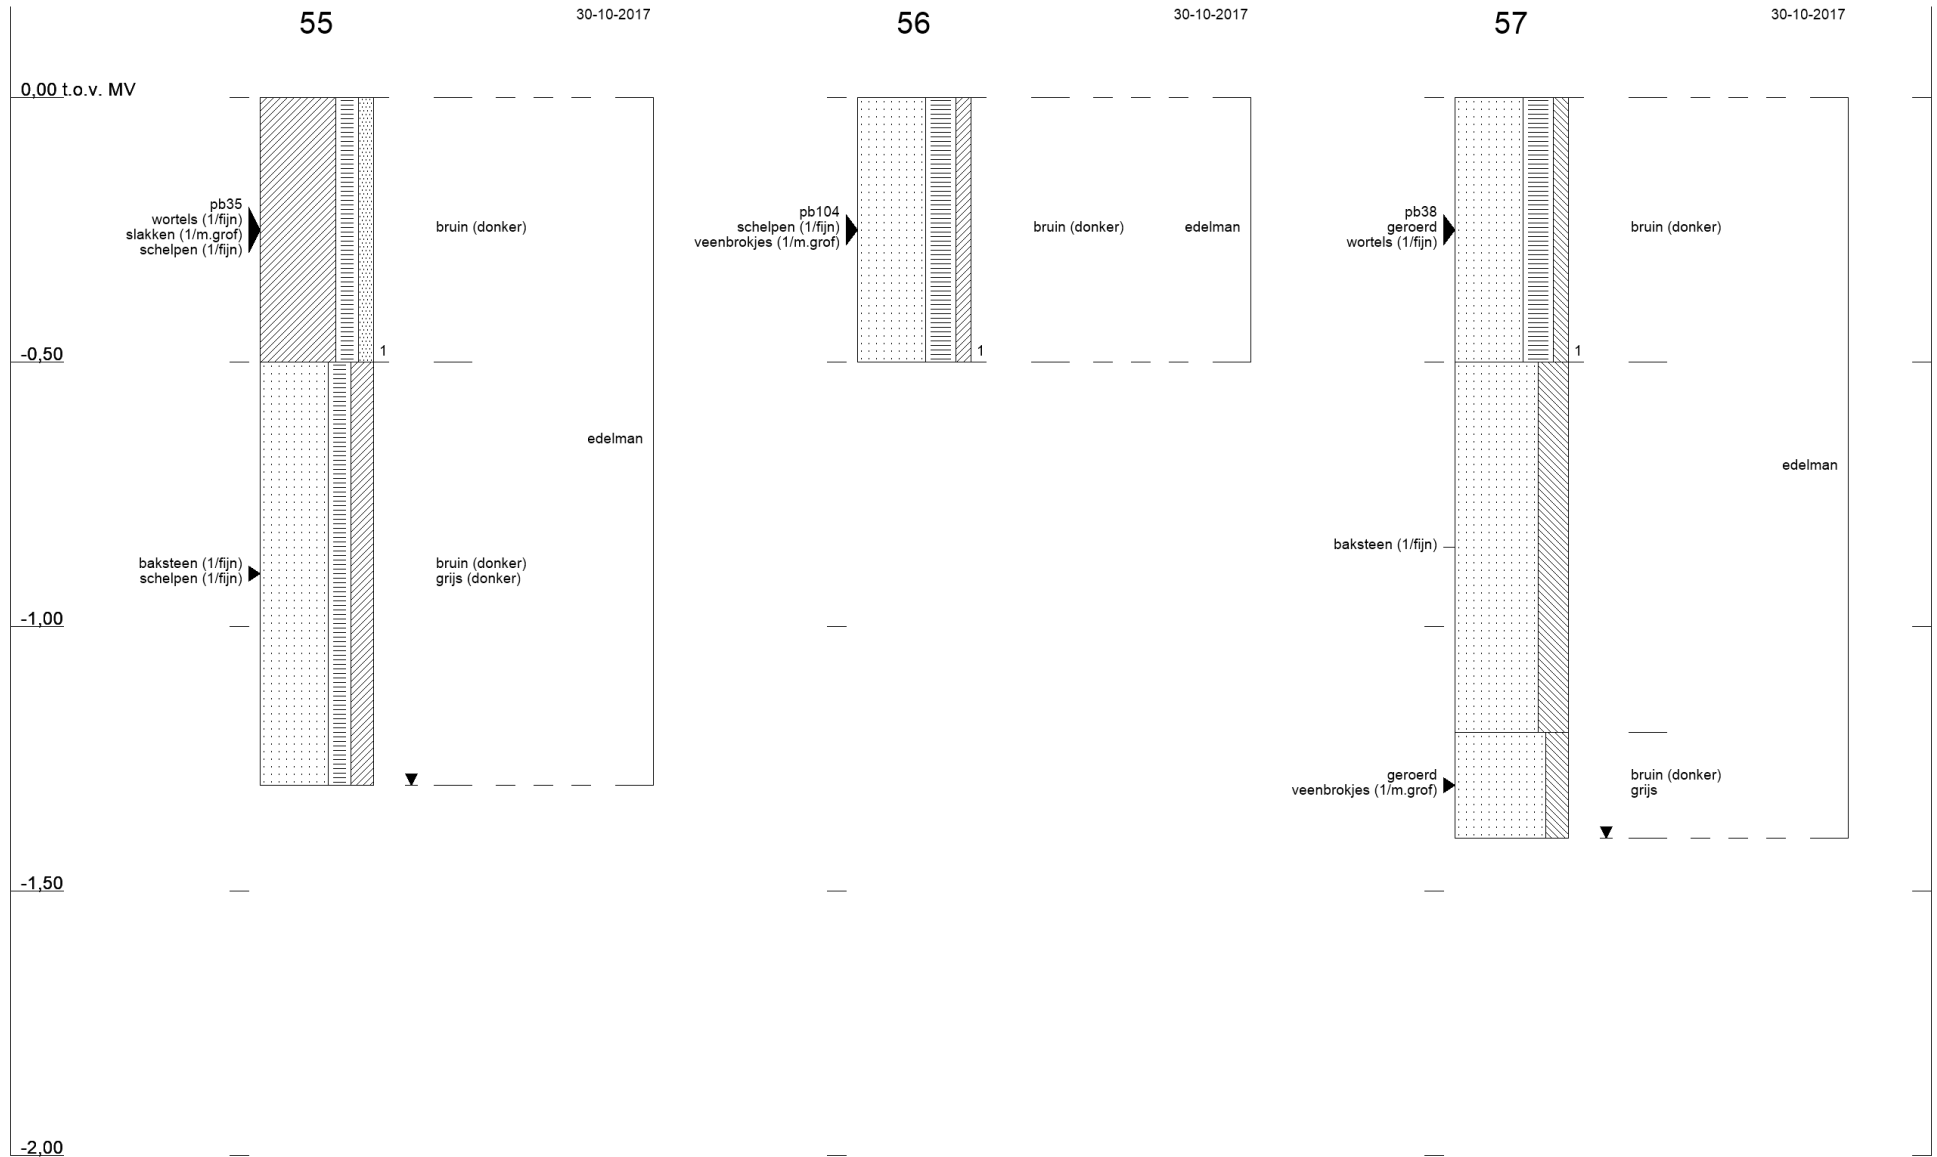 55
30-10-2017
56
30-10-2017
57
30-10-2017
0,00 t.o.v. MV
pb35
wortels (1/fijn)
slakken (1/m.grof)
schelpen (1/fijn)
bruin (donker)
pb104
schelpen (1/fijn)
veenbrokjes (1/m.grof)
bruin (donker)
edelman
pb38
geroerd
wortels (1/fijn)
bruin (donker)
-0,50
1
1
1
edelman
edelman
baksteen (1/fijn)
baksteen (1/fijn)
schelpen (1/fijn)
bruin (donker)
grijs (donker)
-1,00
geroerd
veenbrokjes (1/m.grof)
bruin (donker)
grijs
-1,50
-2,00